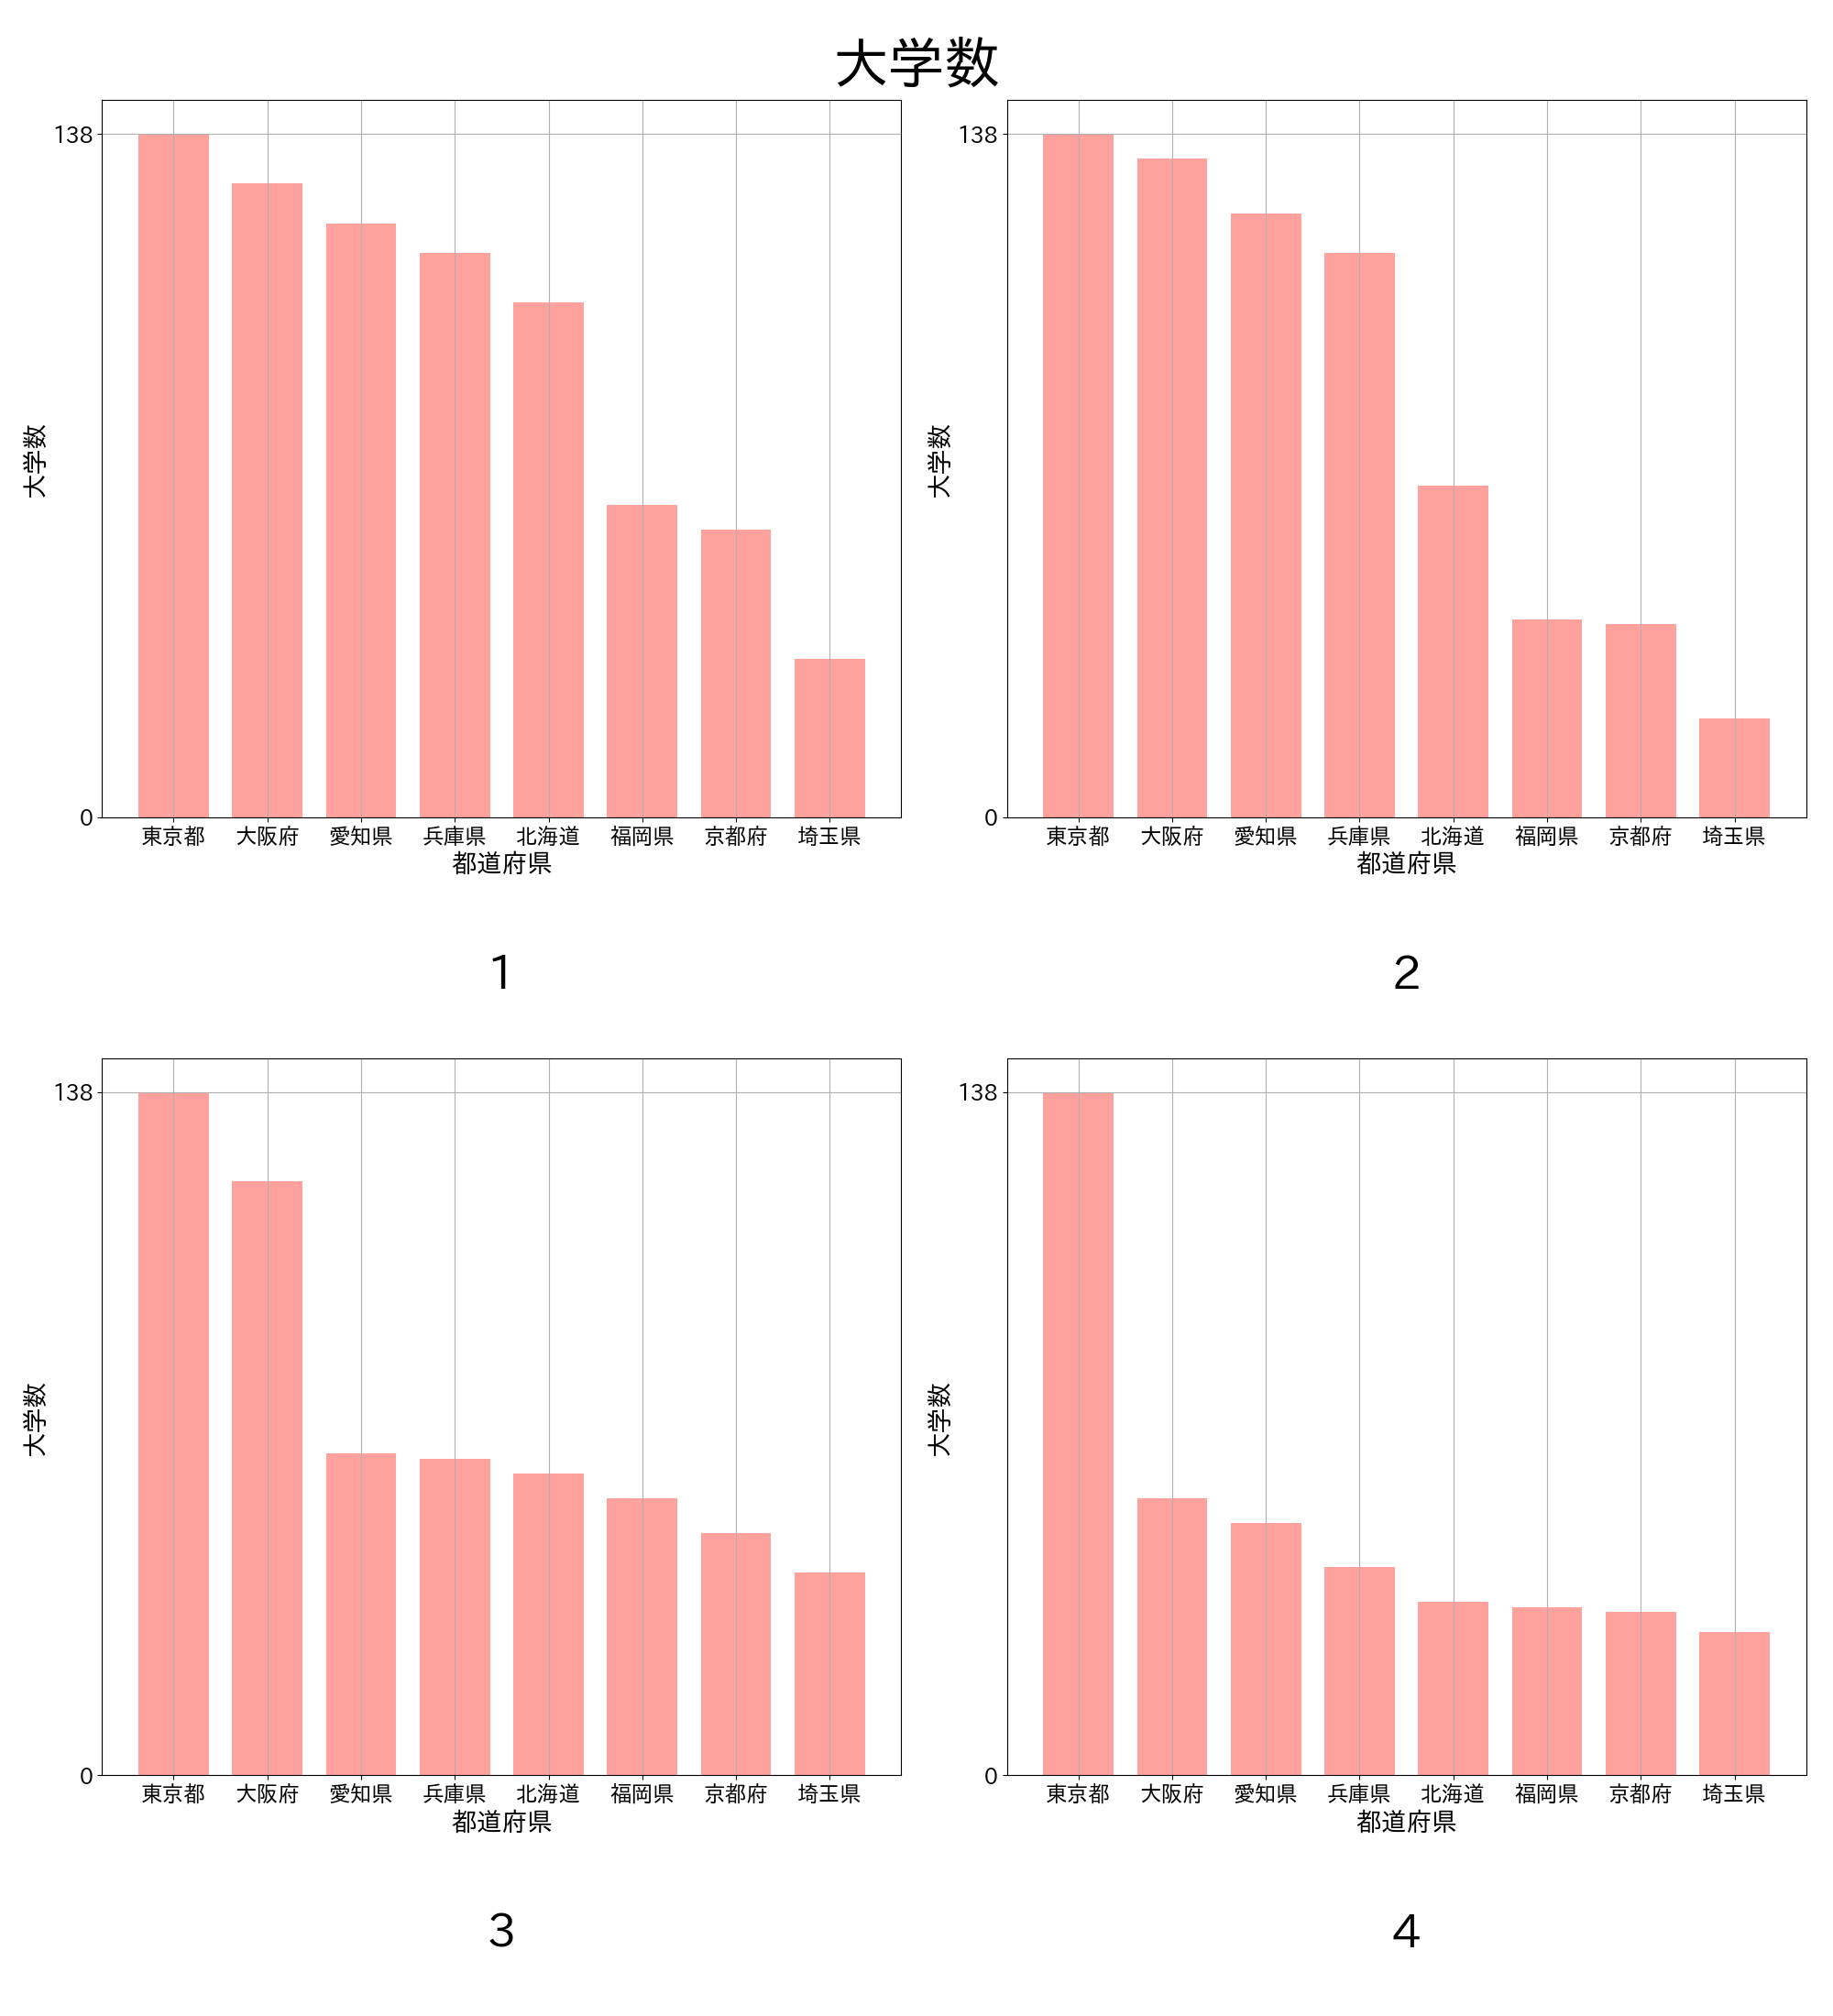 大学数
138
0
大学数
東京都 大阪府 愛知県 兵庫県 北海道 福岡県 京都府 埼玉県
都道府県
1
138
0
大学数
東京都 大阪府 愛知県 兵庫県 北海道 福岡県 京都府 埼玉県
都道府県
2
138
0
大学数
東京都 大阪府 愛知県 兵庫県 北海道 福岡県 京都府 埼玉県
都道府県
3
138
0
大学数
東京都 大阪府 愛知県 兵庫県 北海道 福岡県 京都府 埼玉県
都道府県
4